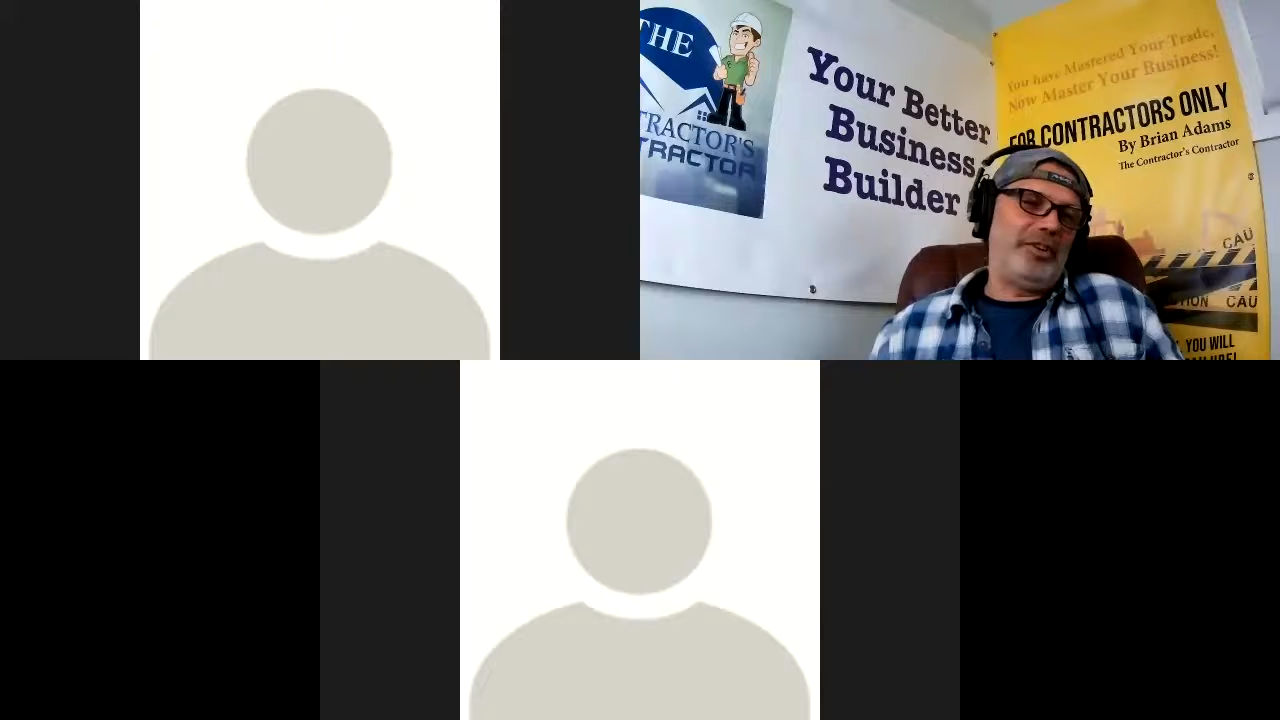 THE
TRACTOR'S
TRACTOR
Your Better
Business
Builder
You have Mastered Your Trade,
Now Master Your Business!
FOR CONTRACTORS ONLY
By Brian Adams
The Contractor's Contractor
CAU
CAU
YOU WILL